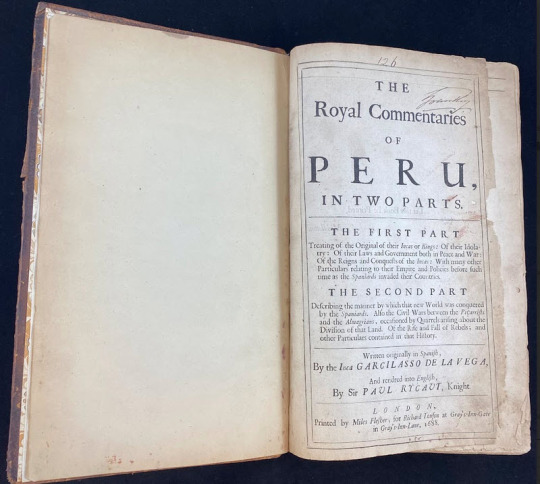 126
THE
Royal Commentaries
OF
PERU,
IN TWO PARTS.
THE FIRST PART
Treating of the Original of their Incas or Kings: Of their Idola-
try: Of their Laws and Government both in Peace and War:
Of the Reigns and Conquests of the Incas: With many other
Particulars relating to their Empire and Policies before such
time as the Spaniards invaded their Countries.
THE SECOND PART
Describing the manner by which that new World was conquered
by the Spaniards. Also the Civil Wars between the Piçarrists
and the Almagrians, occasioned by Quarrels arising about the
Division of that Land. Of the Rise and Fall of Rebels; and
other Particulars contained in that History.
Written originally in Spanish,
By the Inca GARCILASSO DE LA VEGA,
And rendred into English,
By Sir PAUL RYCAUT, Knight.
LONDON,
Printed by Miles Flesher, for Richard Tonson at Gray's-Inn-Gate
in Gray's-Inn-Lane, 1688.